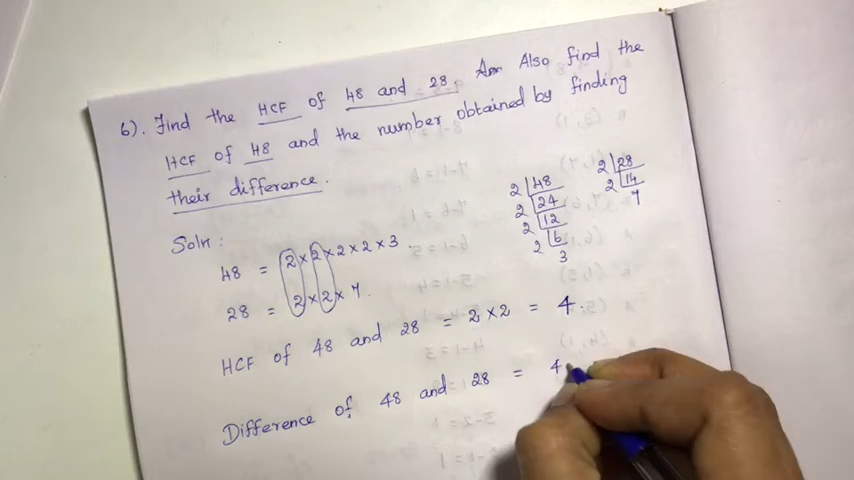 6). Find the HCF of 48 and 28. Also find the
HCF of 48 and the number obtained by finding
their difference.
Soln :
48 = 2 × 2 × 2 × 2 × 3
28 = 2 × 2 × 7.
2 48
2 24
2 12
2 6
3
2 28
2 14
7
HCF of 48 and 28 = 2 × 2 = 4.
Difference of 48 and 28 = 4